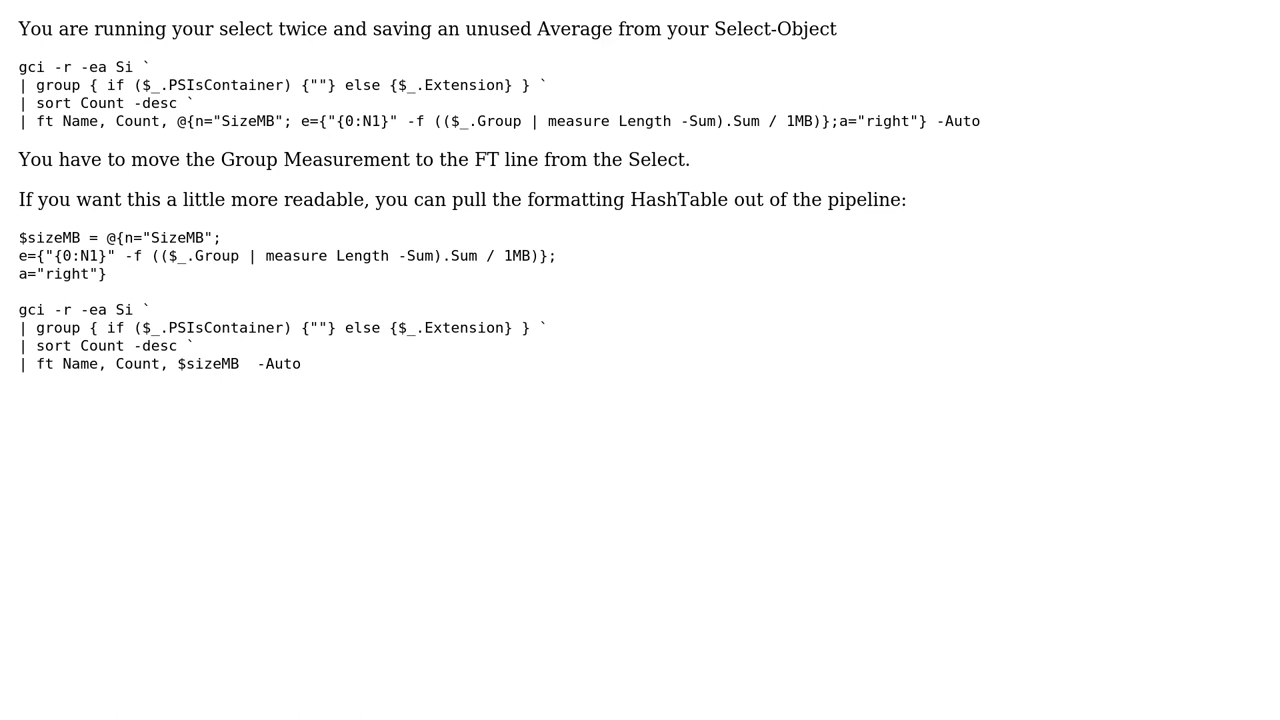 You are running your select twice and saving an unused Average from your Select-Object
gci -r -ea Si `
| group { if ($_.PSIsContainer) {""} else {$_.Extension} } `
| sort Count -desc `
| ft Name, Count, @{n="SizeMB"; e={"{0:N1}" -f (($_.Group | measure Length -Sum).Sum / 1MB)};a="right"} -Auto
You have to move the Group Measurement to the FT line from the Select.
If you want this a little more readable, you can pull the formatting HashTable out of the pipeline:
$sizeMB = @{n="SizeMB";
e={"{0:N1}" -f (($_.Group | measure Length -Sum).Sum / 1MB)};
a="right"}
gci -r -ea Si `
| group { if ($_.PSIsContainer) {""} else {$_.Extension} } `
| sort Count -desc `
| ft Name, Count, $sizeMB  -Auto